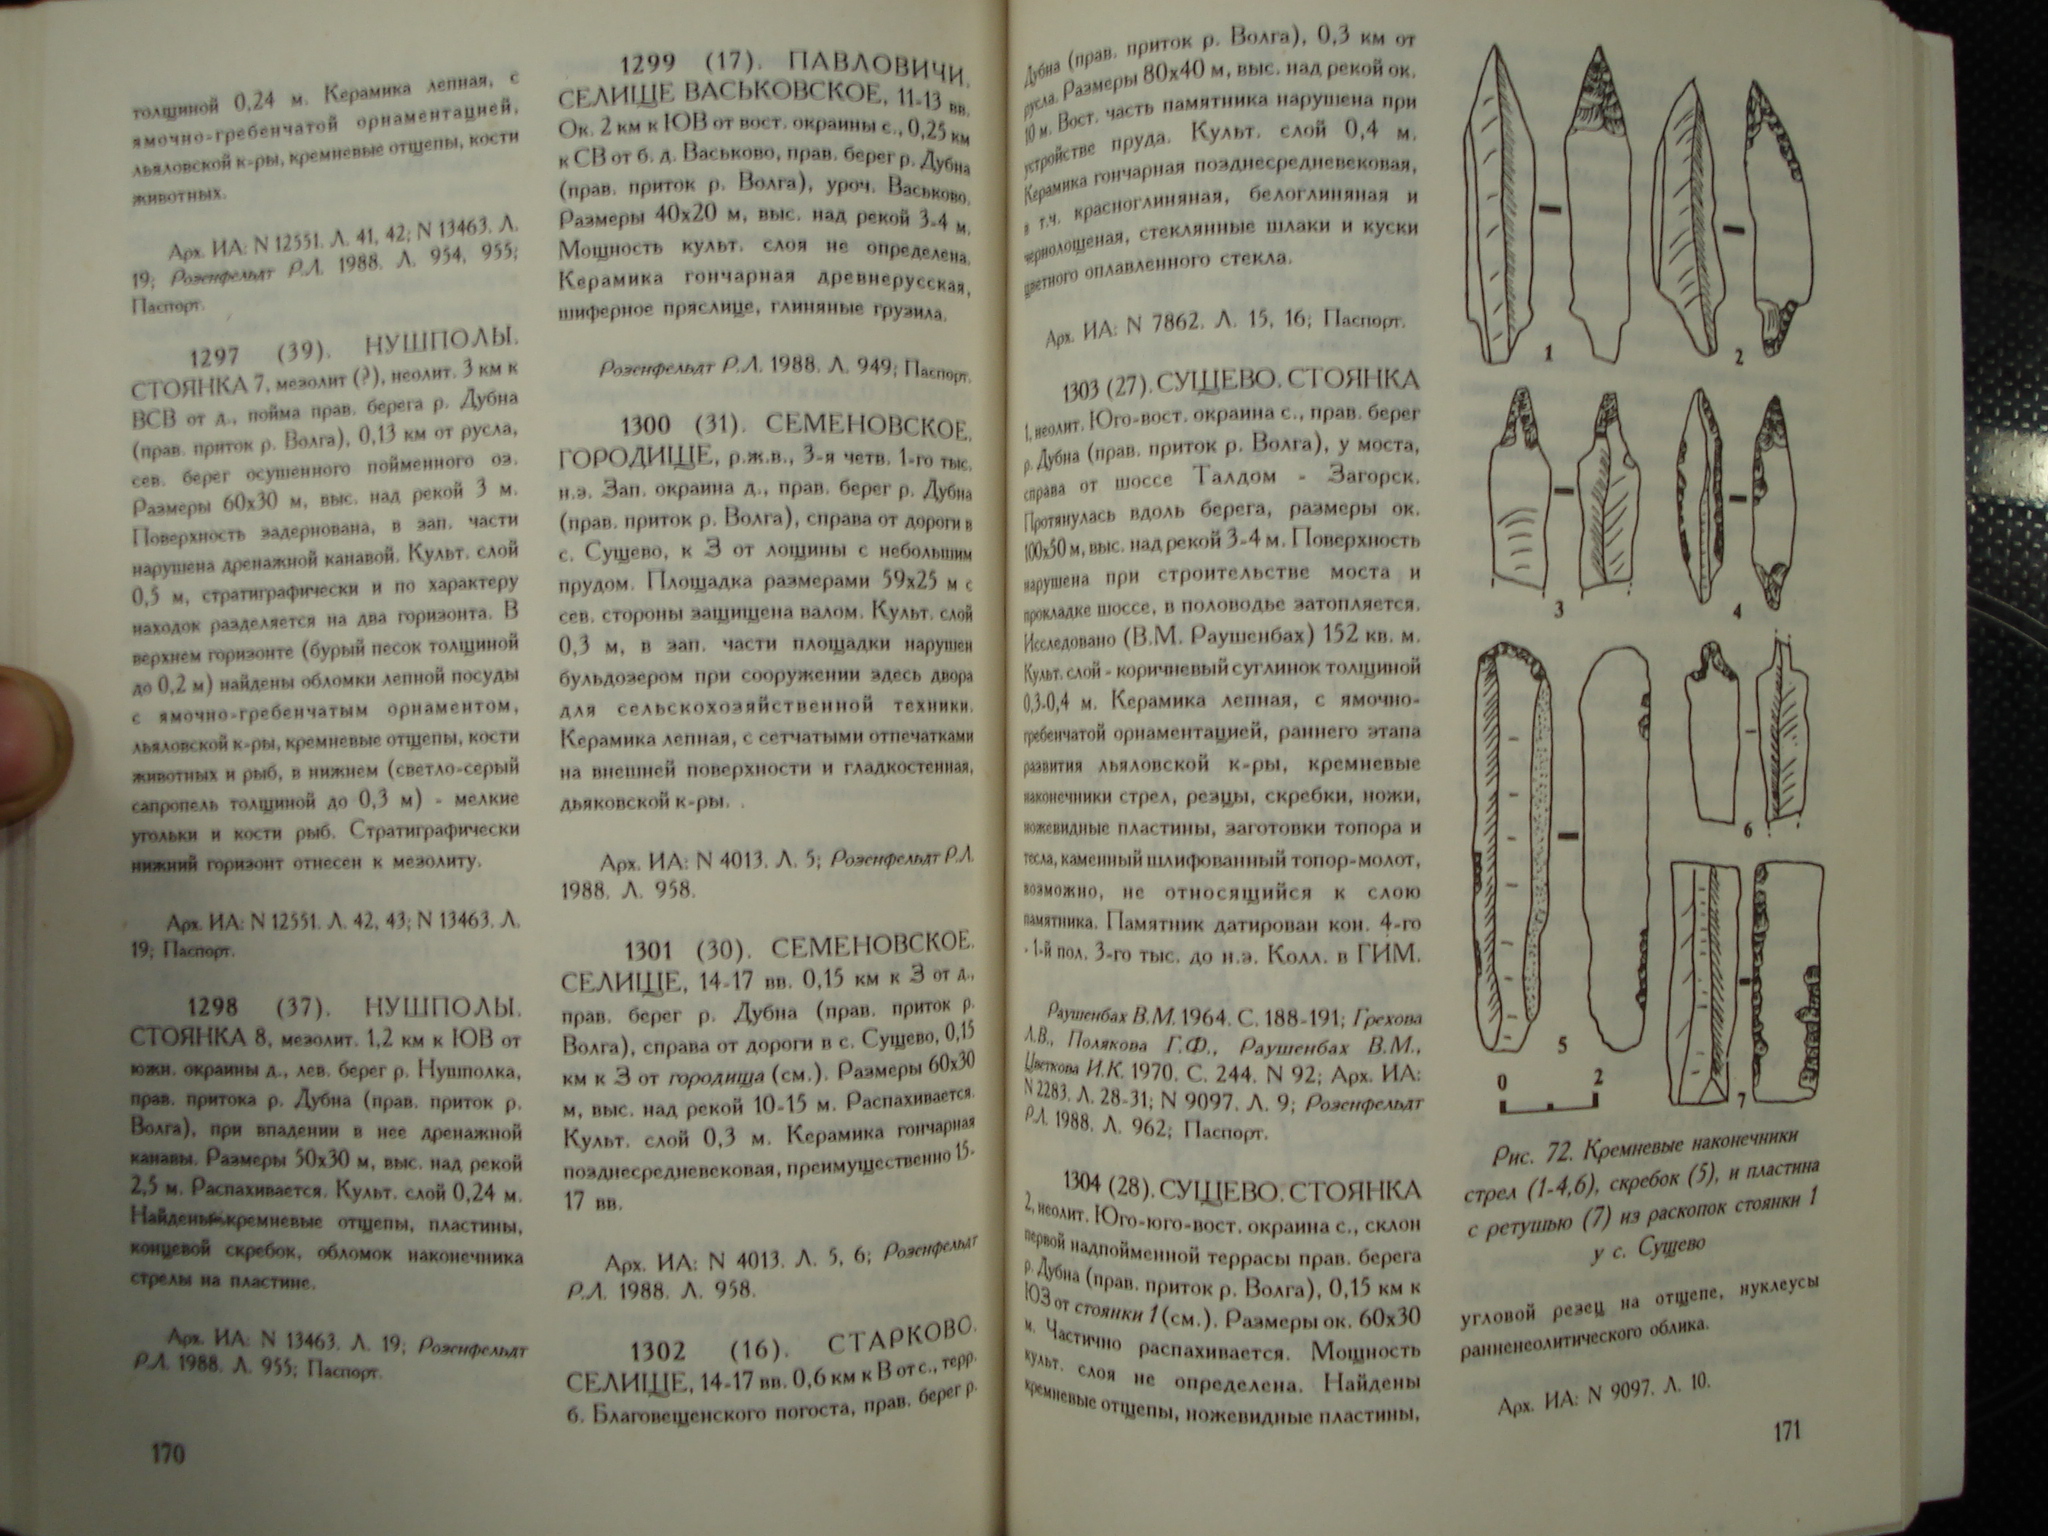 толщиной 0,24 м. Керамика лепная, с
ямочно-гребенчатой орнаментацией,
льяловской к-ры, кремневые отщепы, кости
животных.
Арх. ИА: N 12551. Л. 41, 42; N 13463. Л.
19; Розенфельдт Р.Л. 1988. Л. 954, 955;
Паспорт.
1297 (39). НУШПОЛЫ.
СТОЯНКА 7, мезолит (?), неолит. 3 км к
ВСВ от д., пойма прав. берега р. Дубна
(прав. приток р. Волга), 0,13 км от русла,
сев. берег осушенного пойменного оз.
Размеры 60x30 м, выс. над рекой 3 м.
Поверхность задернована, в зап. части
нарушена дренажной канавой. Культ. слой
0,5 м, стратиграфически и по характеру
находок разделяется на два горизонта. В
верхнем горизонте (бурый песок толщиной
до 0,2 м) найдены обломки лепной посуды
с ямочно-гребенчатым орнаментом,
льяловской к-ры, кремневые отщепы, кости
животных и рыб, в нижнем (светло-серый
сапропель толщиной до 0,3 м) - мелкие
угольки и кости рыб. Стратиграфически
нижний горизонт отнесен к мезолиту.
Арх. ИА: N 12551. Л. 42, 43; N 13463. Л.
19; Паспорт.
1298 (37). НУШПОЛЫ.
СТОЯНКА 8, мезолит. 1,2 км к ЮВ от
южн. окраины д., лев. берег р. Нушполка,
прав. притока р. Дубна (прав. приток р.
Волга), при впадении в нее дренажной
канавы. Размеры 50x30 м, выс. над рекой
2,5 м. Распахивается. Культ. слой 0,24 м.
Найдены кремневые отщепы, пластины,
концевой скребок, обломок наконечника
стрелы на пластине.
Арх. ИА: N 13463. Л. 19; Розенфельдт
Р.Л. 1988. Л. 955; Паспорт.
170
1299 (17). ПАВЛОВИЧИ.
СЕЛИЩЕ ВАСЬКОВСКОЕ, 11-13 вв.
Ок. 2 км к ЮВ от вост. окраины с., 0,25 км
к СВ от б. д. Васьково, прав. берег р. Дубна
(прав. приток р. Волга), уроч. Васьково.
Размеры 40x20 м, выс. над рекой 3-4 м.
Мощность культ. слоя не определена.
Керамика гончарная древнерусская,
шиферное пряслице, глиняные грузила.
Розенфельдт Р.Л. 1988. Л. 949; Паспорт.
1300 (31). СЕМЕНОВСКОЕ.
ГОРОДИЩЕ, р.ж.в., 3-я четв. 1-го тыс.
н.э. Зап. окраина д., прав. берег р. Дубна
(прав. приток р. Волга), справа от дороги в
с. Сущево, к З от лощины с небольшим
прудом. Площадка размерами 59x25 м с
сев. стороны защищена валом. Культ. слой
0,3 м, в зап. части площадки нарушен
бульдозером при сооружении здесь двора
для сельскохозяйственной техники.
Керамика лепная, с сетчатыми отпечатками
на внешней поверхности и гладкостенная,
дьяковской к-ры.
Арх. ИА: N 4013. Л. 5; Розенфельдт Р.Л.
1988. Л. 958.
1301 (30). СЕМЕНОВСКОЕ.
СЕЛИЩЕ, 14-17 вв. 0,15 км к З от д.,
прав. берег р. Дубна (прав. приток р.
Волга), справа от дороги в с. Сущево, 0,15
км к З от городища (см.). Размеры 60x30
м, выс. над рекой 10-15 м. Распахивается.
Культ. слой 0,3 м. Керамика гончарная
позднесредневековая, преимущественно 15-
17 вв.
Арх. ИА: N 4013. Л. 5, 6; Розенфельдт
Р.Л. 1988. Л. 958.
1302 (16). СТАРКОВО.
СЕЛИЩЕ, 14-17 вв. 0,6 км к В от с., терр.
б. Благовещенского погоста, прав. берег р.
Дубна (прав. приток р. Волга), 0,3 км от
русла. Размеры 80x40 м, выс. над рекой ок.
10 м. Вост. часть памятника нарушена при
устройстве пруда. Культ. слой 0,4 м.
Керамика гончарная позднесредневековая,
в т.ч. красноглиняная, белоглиняная и
чернолощеная, стеклянные шлаки и куски
цветного оплавленного стекла.
Арх. ИА: N 7862. Л. 15, 16; Паспорт.
1303 (27). СУЩЕВО. СТОЯНКА
1, неолит. Юго-вост. окраина с., прав. берег
р. Дубна (прав. приток р. Волга), у моста,
справа от шоссе Талдом - Загорск.
Протянулась вдоль берега, размеры ок.
100x50 м, выс. над рекой 3-4 м. Поверхность
нарушена при строительстве моста и
прокладке шоссе, в половодье затопляется.
Исследовано (В.М. Раушенбах) 152 кв. м.
Культ. слой - коричневый суглинок толщиной
0,3-0,4 м. Керамика лепная, с ямочно-
гребенчатой орнаментацией, раннего этапа
развития льяловской к-ры, кремневые
наконечники стрел, резцы, скребки, ножи,
ножевидные пластины, заготовки топора и
тесла, каменный шлифованный топор-молот,
возможно, не относящийся к слою
памятника. Памятник датирован кон. 4-го
- 1-й пол. 3-го тыс. до н.э. Колл. в ГИМ.
Раушенбах В.М. 1964. С. 188-191; Грехова
Л.В., Полякова Г.Ф., Раушенбах В.М.,
Цветкова И.К. 1970. С. 244. N 92; Арх. ИА:
N 2283. Л. 28-31; N 9097. Л. 9; Розенфельдт
Р.Л. 1988. Л. 962; Паспорт.
1304 (28). СУЩЕВО. СТОЯНКА
2, неолит. Юго-юго-вост. окраина с., склон
первой надпойменной террасы прав. берега
р. Дубна (прав. приток р. Волга), 0,15 км к
ЮЗ от стоянки 1 (см.). Размеры ок. 60x30
м. Частично распахивается. Мощность
культ. слоя не определена. Найдены
кремневые отщепы, ножевидные пластины,
1
2
3
4
5
6
7
0 2
Рис. 72. Кремневые наконечники
стрел (1-4,6), скребок (5), и пластина
с ретушью (7) из раскопок стоянки 1
у с. Сущево
угловой резец на отщепе, нуклеусы
ранненеолитического облика.
Арх. ИА: N 9097. Л. 10.
171